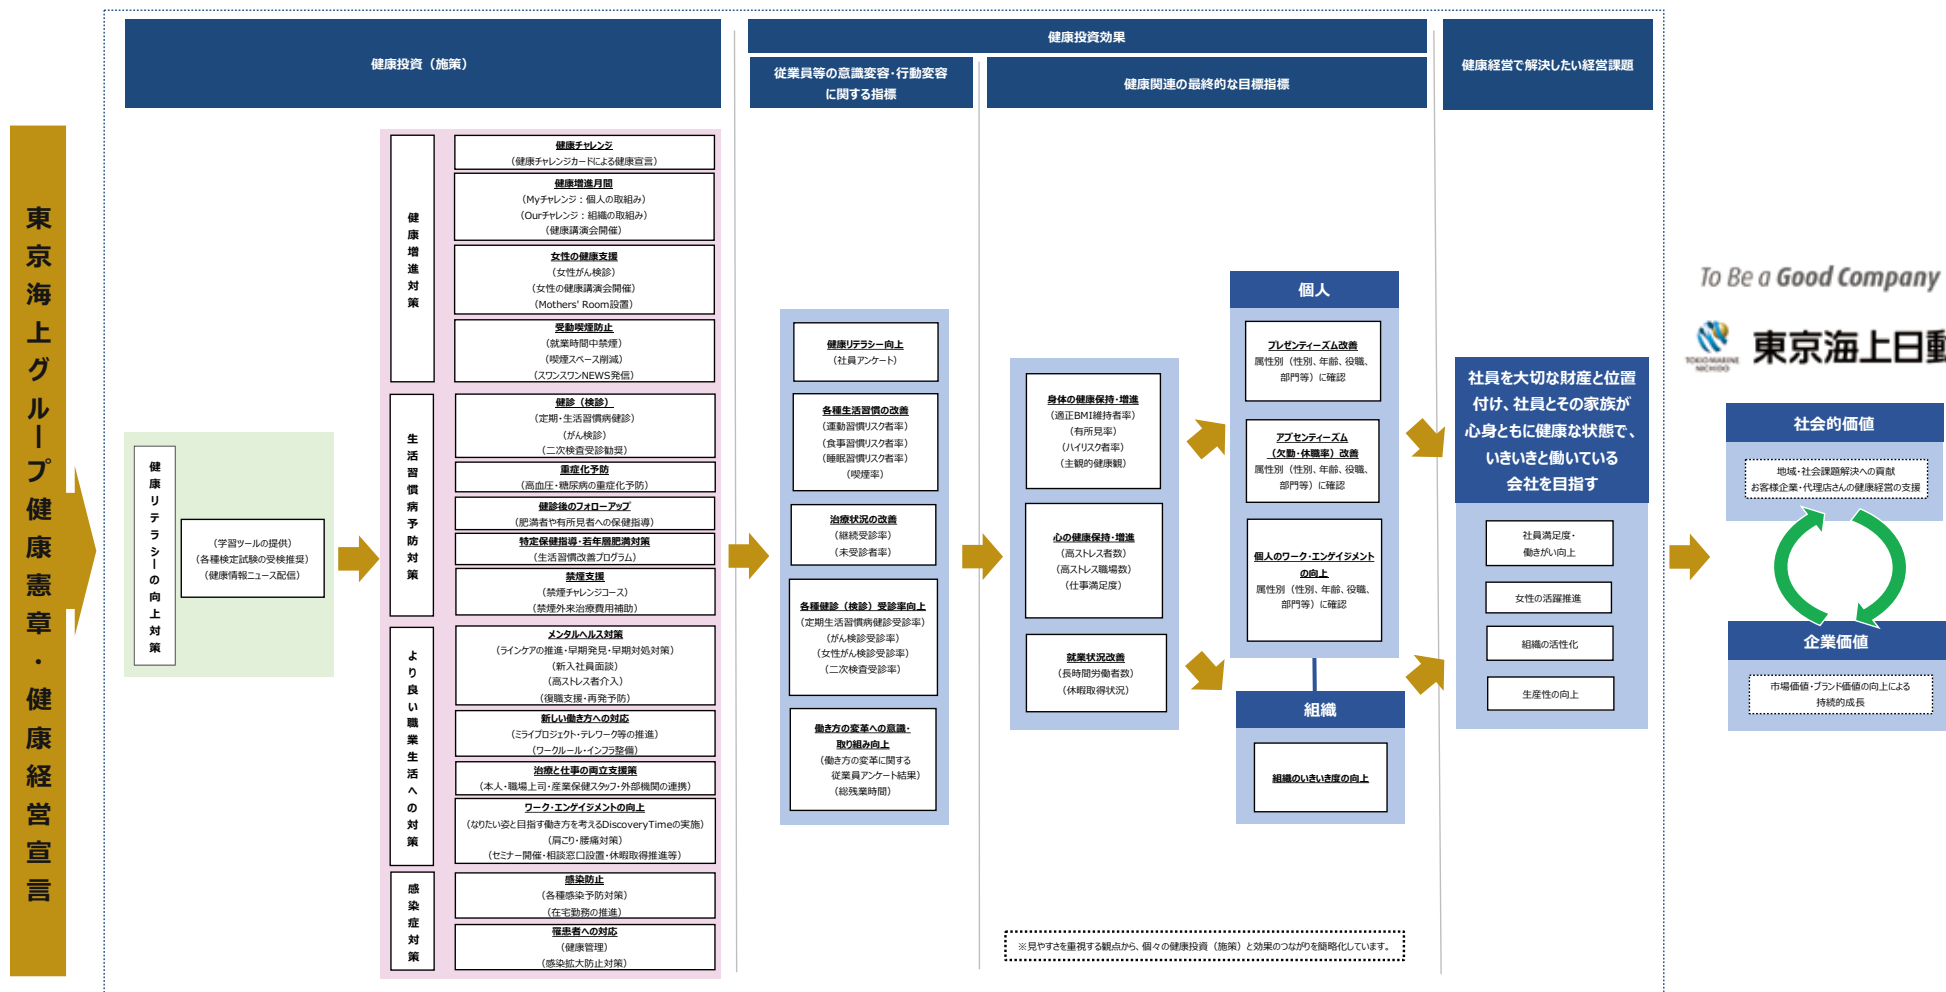 東京海上グループ健康憲章・健康経営宣言
健康投資（施策）
健康投資効果
従業員等の意識変容・行動変容
に関する指標
健康関連の最終的な目標指標
健康経営で解決したい経営課題
健康リテラシーの向上対策
（学習ツールの提供）
（各種検定試験の受検推奨）
（健康情報ニュース配信）
健康増進対策
健康チャレンジ
（健康チャレンジカードによる健康宣言）
健康増進月間
（Myチャレンジ：個人の取組み）
（Ourチャレンジ：組織の取組み）
（健康講演会開催）
女性の健康支援
（女性がん検診）
（女性の健康講演会開催）
（Mothers' Room設置）
受動喫煙防止
（就業時間中禁煙）
（喫煙スペース削減）
（スワンスワンNEWS発信）
生活習慣病予防対策
健診（検診）
（定期・生活習慣病健診）
（がん検診）
（二次検査受診勧奨）
重症化予防
（高血圧・糖尿病の重症化予防）
健診後のフォローアップ
（肥満者や有所見者への保健指導）
特定保健指導・若年層肥満対策
（生活習慣改善プログラム）
禁煙支援
（禁煙チャレンジコース）
（禁煙外来治療費用補助）
より良い職業生活への対策
メンタルヘルス対策
（ラインケアの推進・早期発見・早期対処対策）
（新入社員面談）
（高ストレス者介入）
（復職支援・再発予防）
新しい働き方への対応
（ミライプロジェクト・テレワーク等の推進）
（ワークルール・インフラ整備）
治療と仕事の両立支援策
（本人・職場上司・産業保健スタッフ・外部機関の連携）
ワーク・エンゲイジメントの向上
（なりたい姿と目指す働き方を考えるDiscoveryTimeの実施）
（肩こり・腰痛対策）
（セミナー開催・相談窓口設置・休暇取得推進等）
感染症対策
感染防止
（各種感染予防対策）
（在宅勤務の推進）
罹患者への対応
（健康管理）
（感染拡大防止対策）
健康リテラシー向上
（社員アンケート）
各種生活習慣の改善
（運動習慣リスク者率）
（食事習慣リスク者率）
（睡眠習慣リスク者率）
（喫煙率）
治療状況の改善
（継続受診率）
（未受診者率）
各種健診（検診）受診率向上
（定期生活習慣病健診受診率）
（がん検診受診率）
（女性がん検診受診率）
（二次検査受診率）
働き方の変革への意識・
取り組み向上
（働き方の変革に関する
従業員アンケート結果）
（総残業時間）
身体の健康保持・増進
（適正BMI維持者率）
（有所見率）
（ハイリスク者率）
（主観的健康観）
心の健康保持・増進
（高ストレス者数）
（高ストレス職場数）
（仕事満足度）
就業状況改善
（長時間労働者数）
（休暇取得状況）
個人
プレゼンティーズム改善
属性別（性別、年齢、役職、
部門等）に確認
アブセンティーズム
（欠勤・休職率）改善
属性別（性別、年齢、役職、
部門等）に確認
個人のワーク・エンゲイジメント
の向上
属性別（性別、年齢、役職、
部門等）に確認
組織
組織のいきいき度の向上
※見やすさを重視する観点から、個々の健康投資（施策）と効果のつながりを簡略化しています。
社員を大切な財産と位置
付け、社員とその家族が
心身ともに健康な状態で、
いきいきと働いている
会社を目指す
社員満足度・
働きがい向上
女性の活躍推進
組織の活性化
生産性の向上
To Be a Good Company
TOKIO MARINE
NICHIDO
東京海上日動
社会的価値
地域・社会課題解決への貢献
お客様企業・代理店さんの健康経営の支援
企業価値
市場価値・ブランド価値の向上による
持続的成長